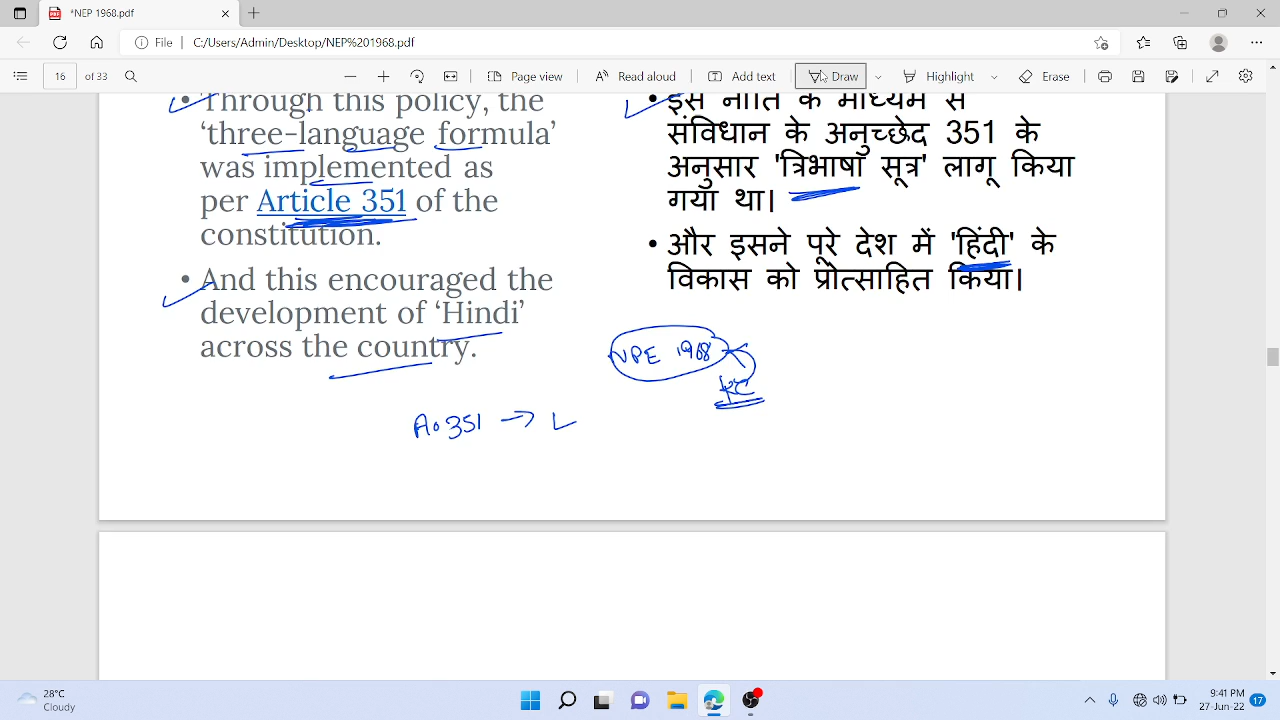 *NEP 1968.pdf
File C:/Users/Admin/Desktop/NEP%201968.pdf
16 of 33 Page view Read aloud Add text Draw Highlight Erase
• Through this policy, the
‘three-language formula’
was implemented as
per Article 351 of the
constitution.
• And this encouraged the
development of ‘Hindi’
across the country.
• इस नीति के माध्यम से
संविधान के अनुच्छेद 351 के
अनुसार 'त्रिभाषा सूत्र' लागू किया
गया था।
• और इसने पूरे देश में 'हिंदी' के
विकास को प्रोत्साहित किया।
NPE 1968
KC
A.351 → L
28°C
Cloudy
9:41 PM
27-Jun-22
17